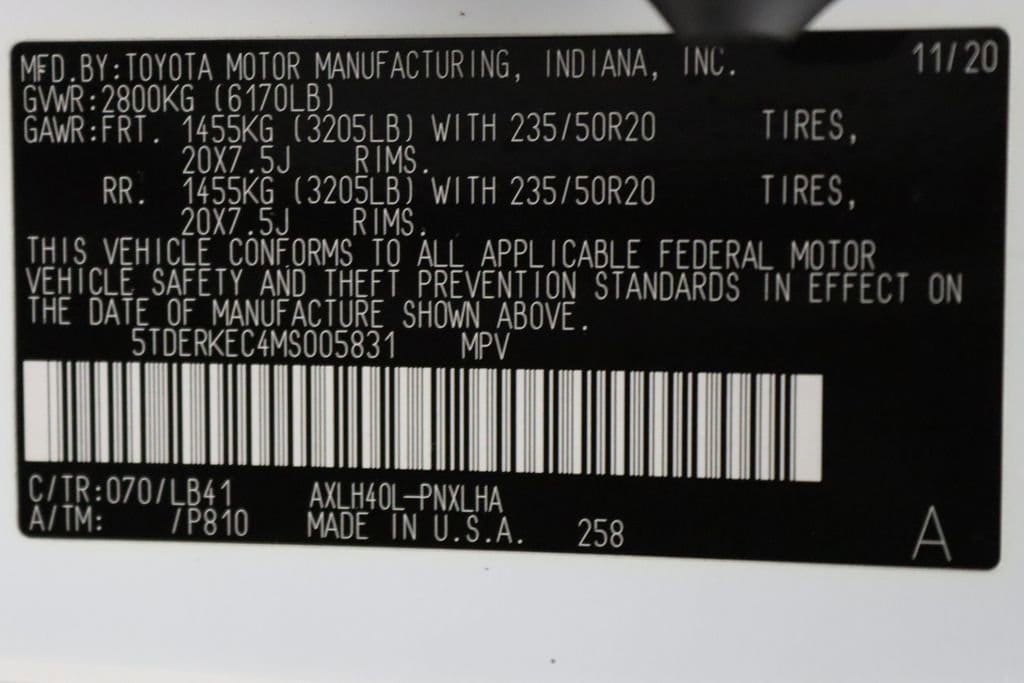 MFD.BY:TOYOTA MOTOR MANUFACTURING, INDIANA, INC. 11/20
GVWR:2800KG (6170LB)
GAWR:FRT. 1455KG (3205LB) WITH 235/50R20 TIRES,
20X7.5J RIMS.
RR. 1455KG (3205LB) WITH 235/50R20 TIRES,
20X7.5J RIMS.
THIS VEHICLE CONFORMS TO ALL APPLICABLE FEDERAL MOTOR
VEHICLE SAFETY AND THEFT PREVENTION STANDARDS IN EFFECT ON
THE DATE OF MANUFACTURE SHOWN ABOVE.
5TDERKEC4MS005831 MPV
C/TR:070/LB41 AXLH40L-PNXLHA
A/TM: /P810 MADE IN U.S.A. 258 A